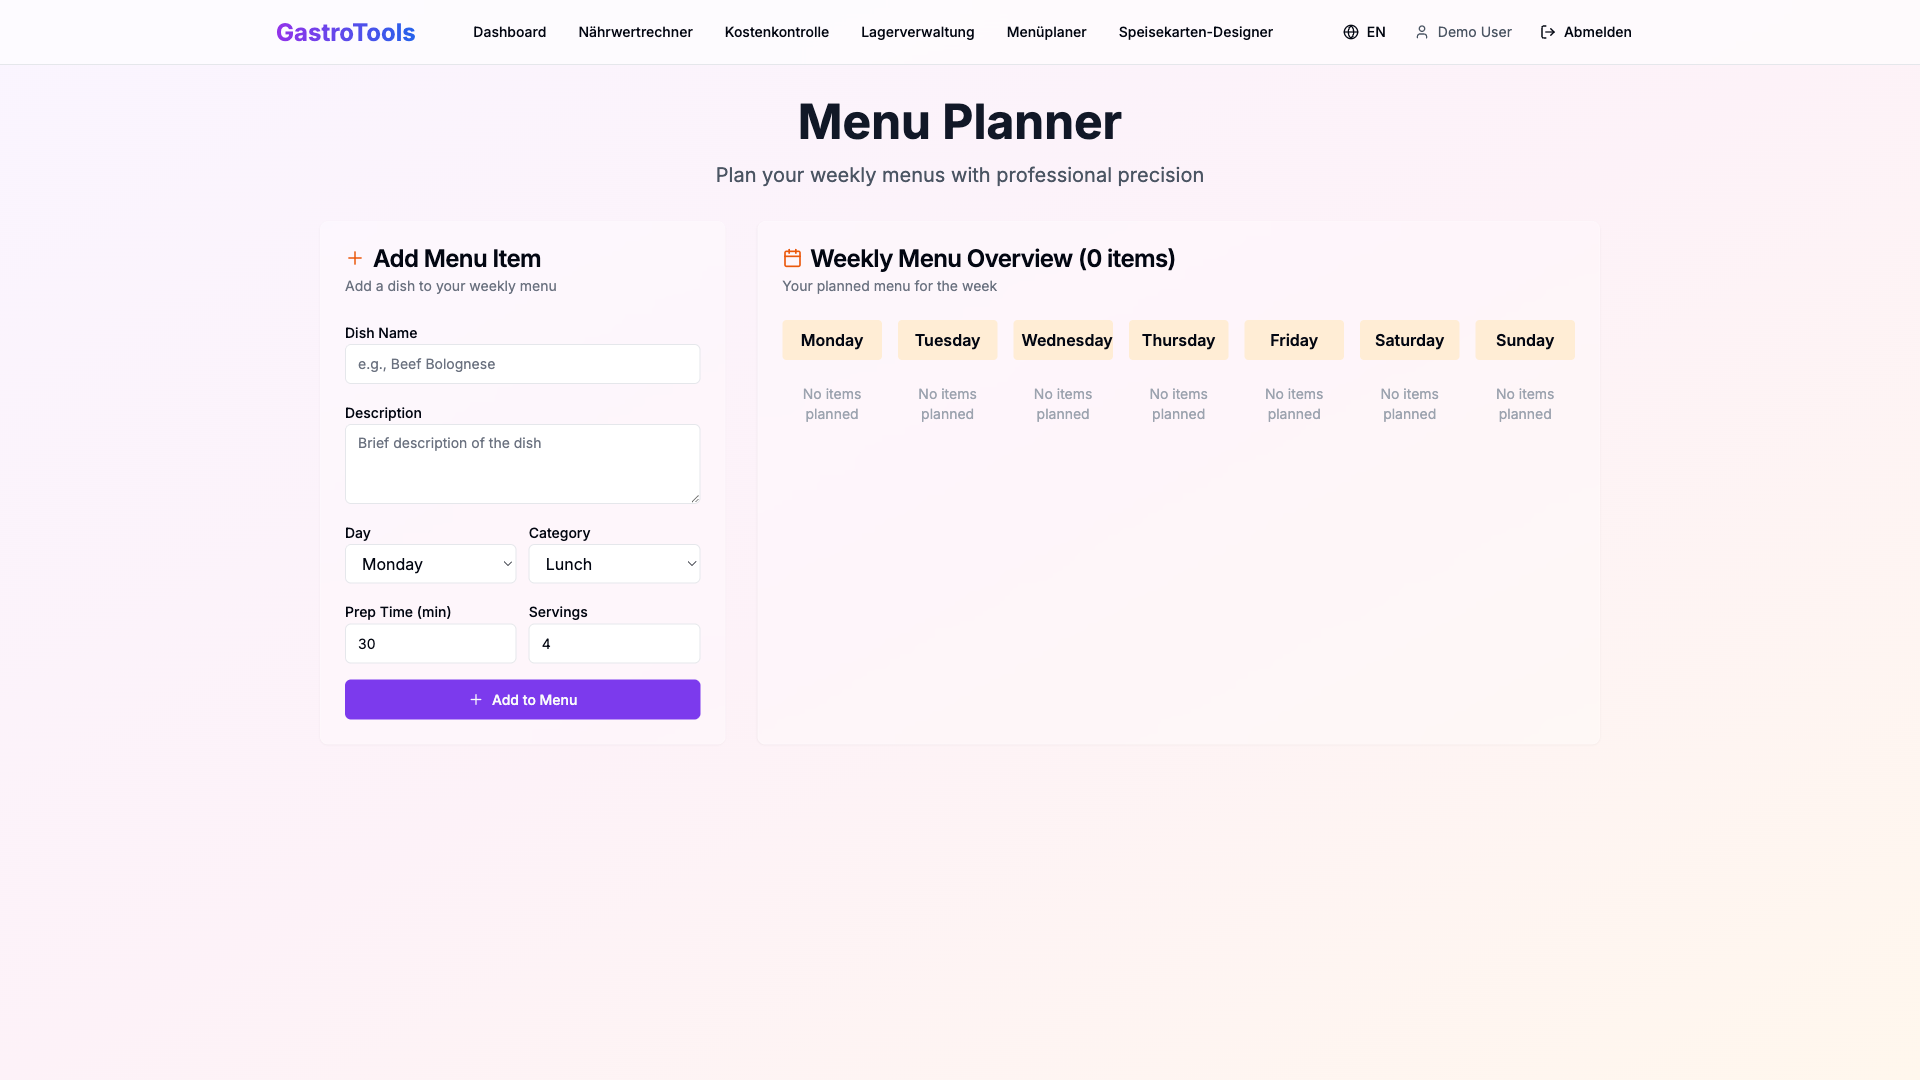 GastroTools
Dashboard
Nährwertrechner
Kostenkontrolle
Lagerverwaltung
Menüplaner
Speisekarten-Designer
EN
Demo User
Abmelden
Menu Planner
Plan your weekly menus with professional precision
Add Menu Item
Add a dish to your weekly menu
Dish Name
e.g., Beef Bolognese
Description
Brief description of the dish
Day
Category
Monday
Lunch
Prep Time (min)
Servings
30
4
Add to Menu
Weekly Menu Overview (0 items)
Your planned menu for the week
Monday
Tuesday
Wednesday
Thursday
Friday
Saturday
Sunday
No items
planned
No items
planned
No items
planned
No items
planned
No items
planned
No items
planned
No items
planned